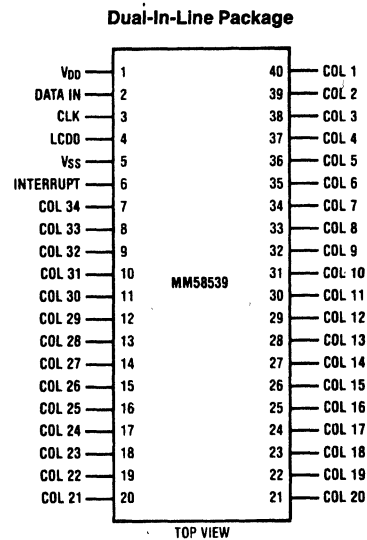 Dual-In-Line Package
VDD 1 40 COL 1
DATA IN 2 39 COL 2
CLK 3 38 COL 3
LCD0 4 37 COL 4
VSS 5 36 COL 5
INTERRUPT 6 35 COL 6
COL 34 7 34 COL 7
COL 33 8 33 COL 8
COL 32 9 32 COL 9
COL 31 10 31 COL 10
MM58539
COL 30 11 30 COL 11
COL 29 12 29 COL 12
COL 28 13 28 COL 13
COL 27 14 27 COL 14
COL 26 15 26 COL 15
COL 25 16 25 COL 16
COL 24 17 24 COL 17
COL 23 18 23 COL 18
COL 22 19 22 COL 19
COL 21 20 21 COL 20
TOP VIEW